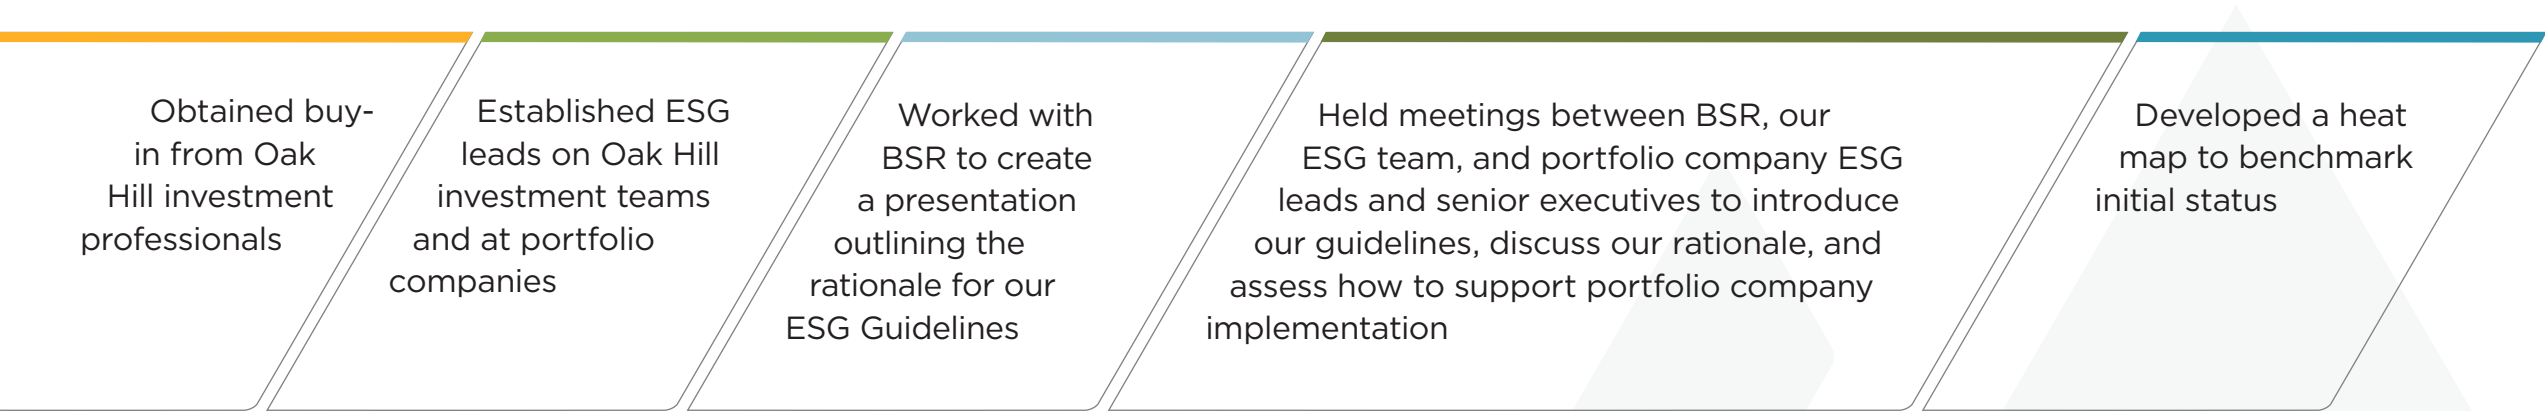 Obtained buy-
in from Oak
Hill investment
professionals
Established ESG
leads on Oak Hill
investment teams
and at portfolio
companies
Worked with
BSR to create
a presentation
outlining the
rationale for our
ESG Guidelines
Held meetings between BSR, our
ESG team, and portfolio company ESG
leads and senior executives to introduce
our guidelines, discuss our rationale, and
assess how to support portfolio company
implementation
Developed a heat
map to benchmark
initial status